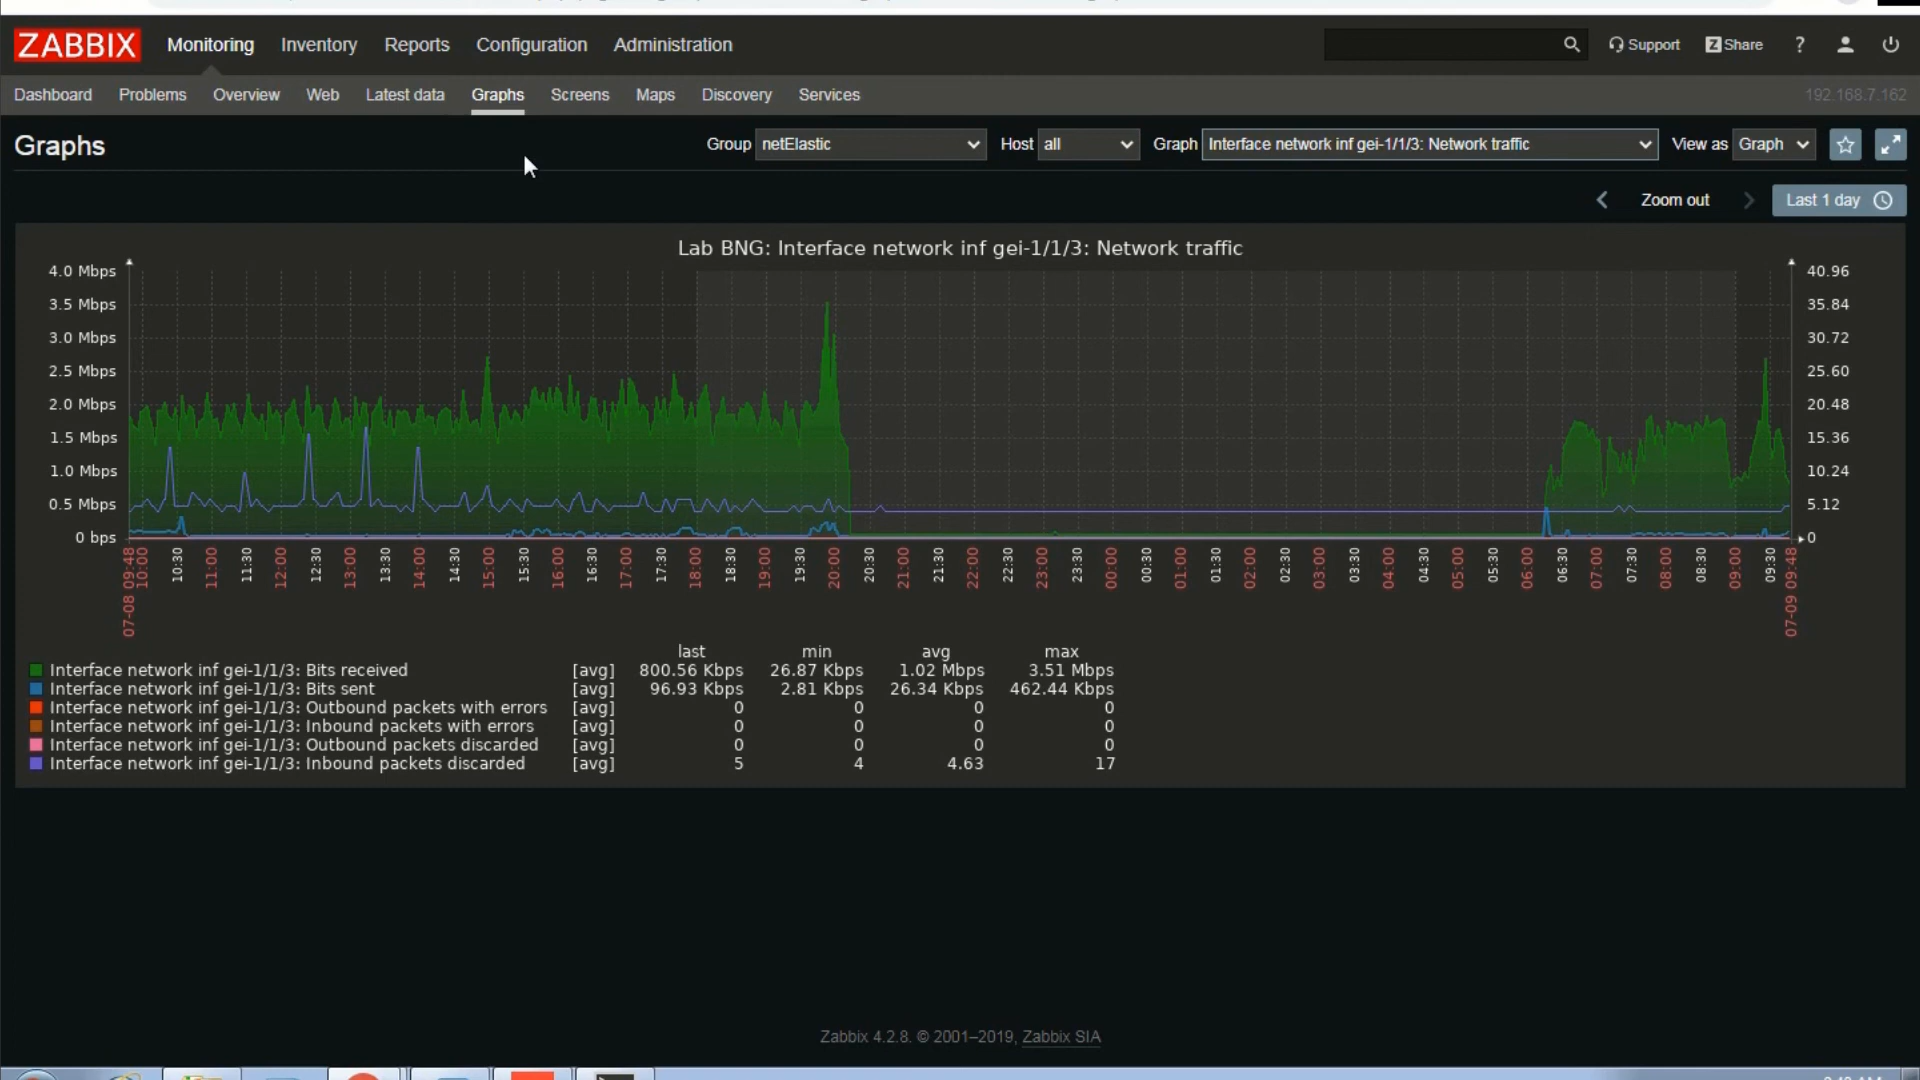 ZABBIX Monitoring Inventory Reports Configuration Administration Support Z Share ?
Dashboard Problems Overview Web Latest data Graphs Screens Maps Discovery Services 192.168.7.162
Graphs Group netElastic Host all Graph Interface network inf gei-1/1/3: Network traffic View as Graph
Zoom out Last 1 day
Lab BNG: Interface network inf gei-1/1/3: Network traffic
4.0 Mbps 40.96
3.5 Mbps 35.84
3.0 Mbps 30.72
2.5 Mbps 25.60
2.0 Mbps 20.48
1.5 Mbps 15.36
1.0 Mbps 10.24
0.5 Mbps 5.12
0 bps 0
07-08 09:48 10:00 10:30 11:00 11:30 12:00 12:30 13:00 13:30 14:00 14:30 15:00 15:30 16:00 16:30 17:00 17:30 18:00 18:30 19:00 19:30 20:00 20:30 21:00 21:30 22:00 22:30 23:00 23:30 00:00 00:30 01:00 01:30 02:00 02:30 03:00 03:30 04:00 04:30 05:00 05:30 06:00 06:30 07:00 07:30 08:00 08:30 09:00 09:30 07-09 09:48
last min avg max
Interface network inf gei-1/1/3: Bits received [avg] 800.56 Kbps 26.87 Kbps 1.02 Mbps 3.51 Mbps
Interface network inf gei-1/1/3: Bits sent [avg] 96.93 Kbps 2.81 Kbps 26.34 Kbps 462.44 Kbps
Interface network inf gei-1/1/3: Outbound packets with errors [avg] 0 0 0 0
Interface network inf gei-1/1/3: Inbound packets with errors [avg] 0 0 0 0
Interface network inf gei-1/1/3: Outbound packets discarded [avg] 0 0 0 0
Interface network inf gei-1/1/3: Inbound packets discarded [avg] 5 4 4.63 17
Zabbix 4.2.8. © 2001–2019, Zabbix SIA